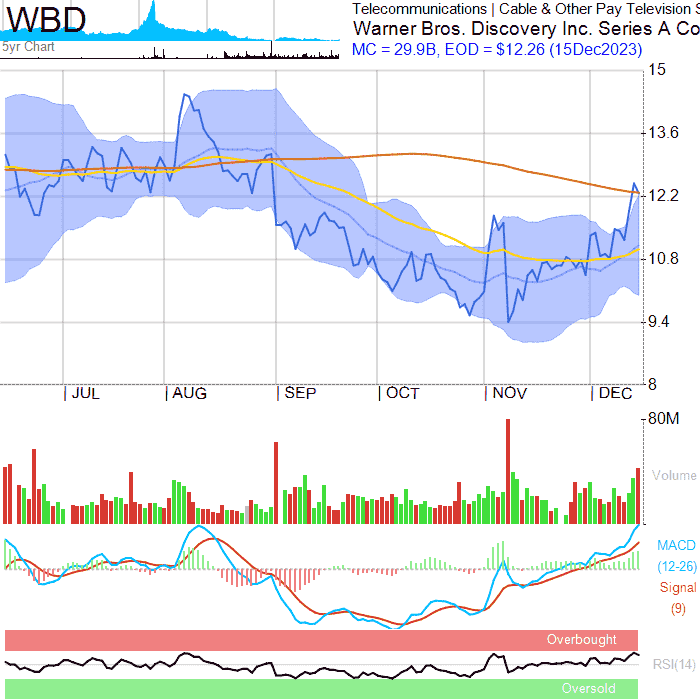 WBD
5yr Chart
Telecommunications | Cable & Other Pay Television S
Warner Bros. Discovery Inc. Series A Co
MC = 29.9B, EOD = $12.26 (15Dec2023)
15
13.6
12.2
10.8
9.4
8
JUL AUG SEP OCT NOV DEC
80M
Volume
MACD
(12-26)
Signal
(9)
Overbought
RSI(14)
Oversold